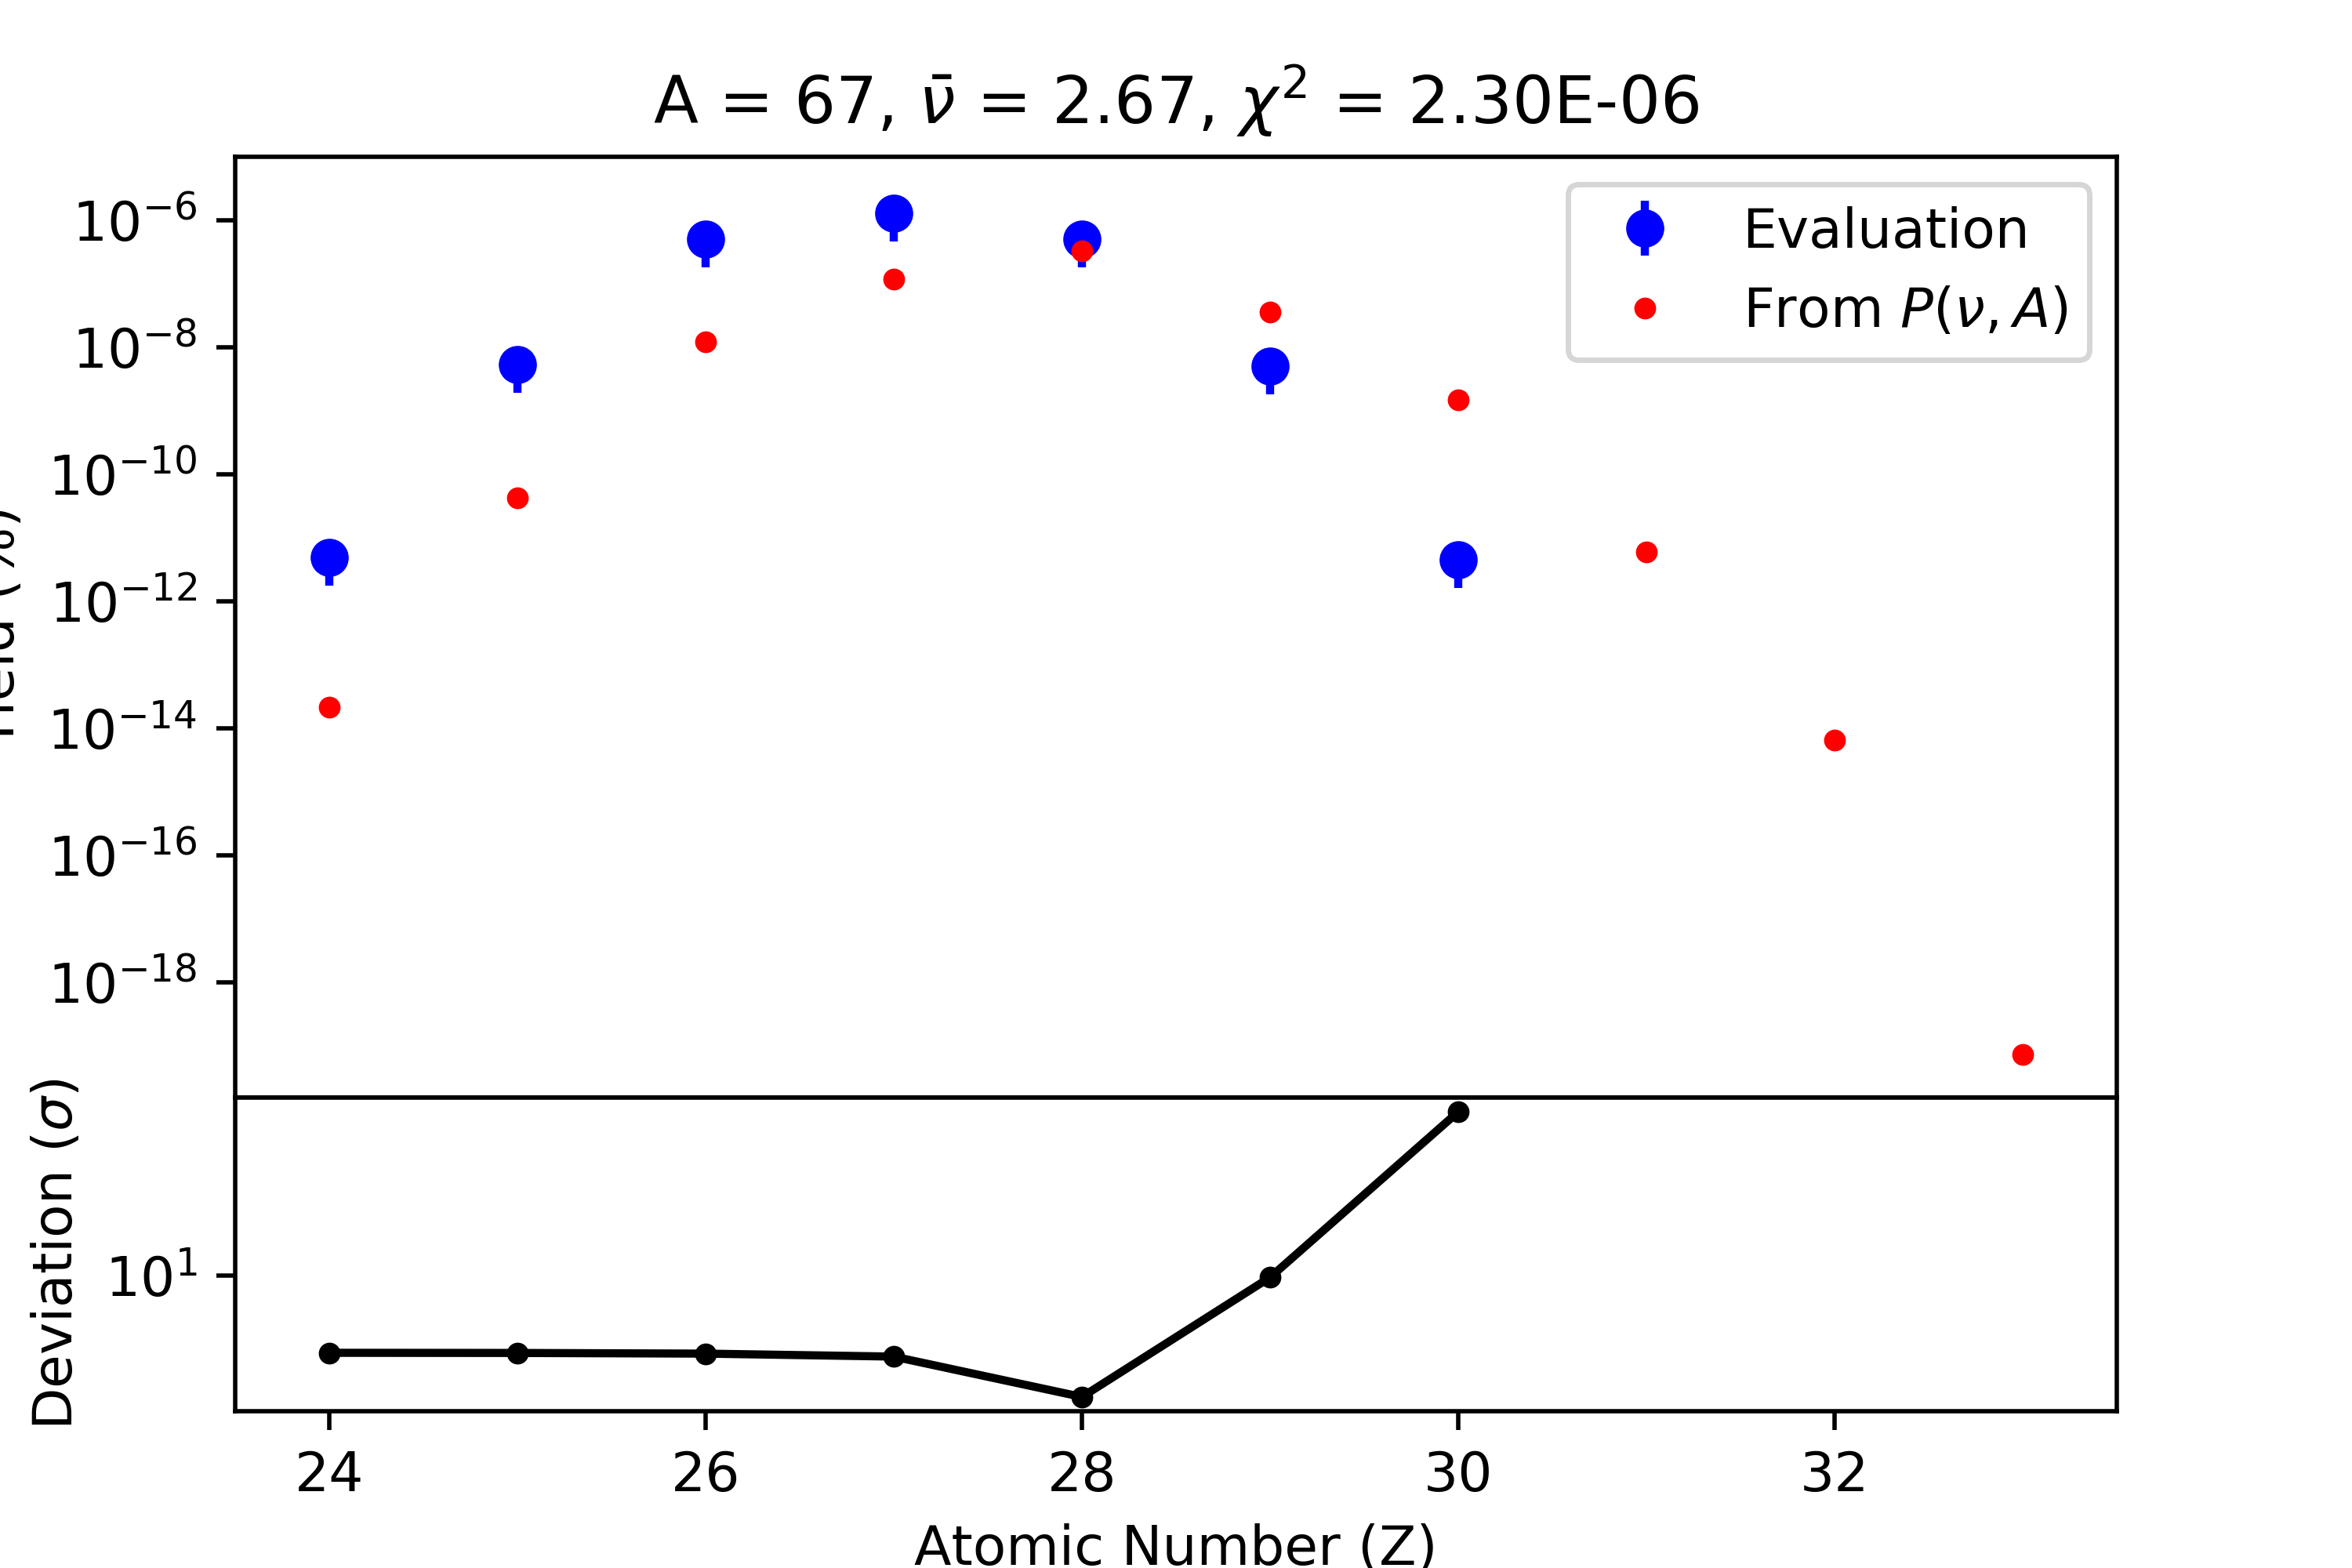 A = 67, ν̄ = 2.67, χ² = 2.30E-06
Evaluation
From P(ν, A)
10⁻⁶
10⁻⁸
10⁻¹⁰
10⁻¹²
10⁻¹⁴
10⁻¹⁶
10⁻¹⁸
(%)
Deviation (σ)
10¹
24 26 28 30 32
Atomic Number (Z)